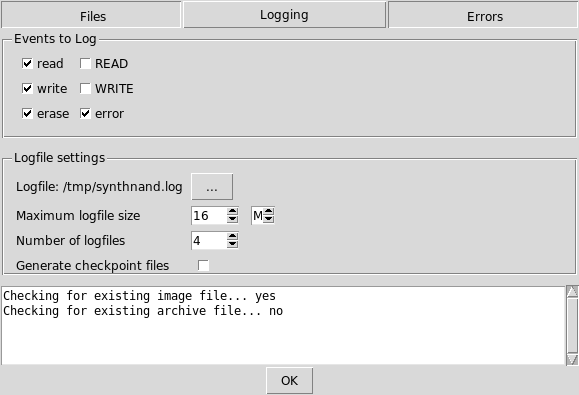 Files Logging Errors
Events to Log
read READ
write WRITE
erase error
Logfile settings
Logfile: /tmp/synthnand.log ...
Maximum logfile size 16 M
Number of logfiles 4
Generate checkpoint files
Checking for existing image file... yes
Checking for existing archive file... no
OK